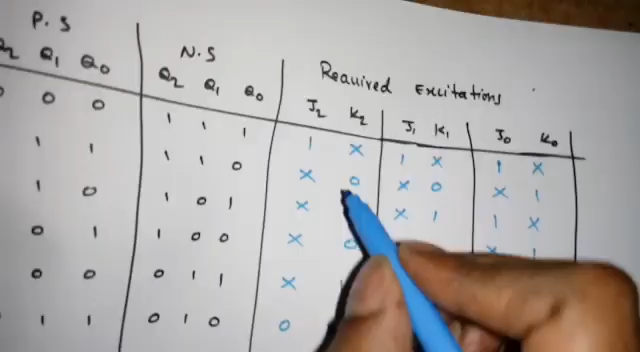 P.S N.S Required Excitations
Q2 Q1 Q0 Q2 Q1 Q0 J2 K2 J1 K1 J0 K0
0 0 0 1 1 1 1 X 1 X 1 X
1 1 1 1 0 X 0 X 0 X 1
1 0 1 0 1 X X 1 1 X
0 1 1 0 0 X 0 X 1
0 0 0 1 1 X
1 1 0 1 0 0